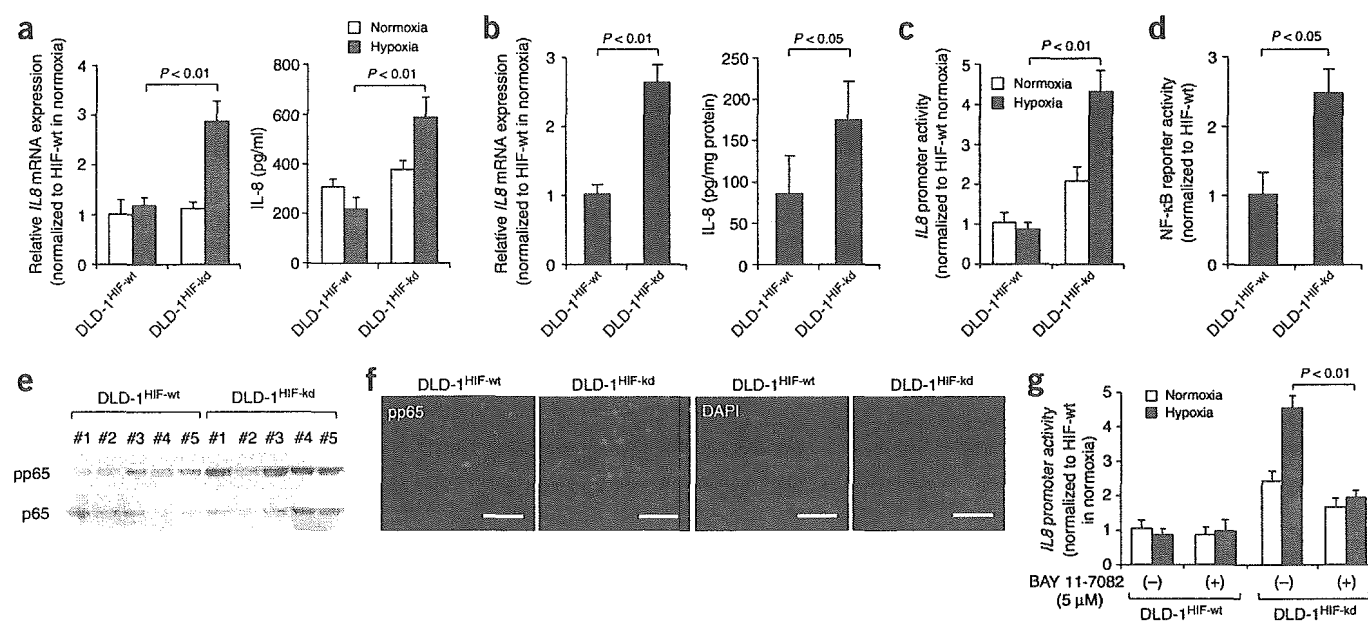 a
Normoxia
Hypoxia
Relative IL8 mRNA expression
(normalized to HIF-wt in normoxia)
4
3
2
1
0
P < 0.01
DLD-1HIF-wt
DLD-1HIF-kd
IL-8 (pg/ml)
800
600
400
200
0
P < 0.01
DLD-1HIF-wt
DLD-1HIF-kd
b
Relative IL8 mRNA expression
(normalized to HIF-wt in normoxia)
3
2
1
0
P < 0.01
DLD-1HIF-wt
DLD-1HIF-kd
IL-8 (pg/mg protein)
250
200
150
100
50
0
P < 0.05
DLD-1HIF-wt
DLD-1HIF-kd
c
IL8 promoter activity
(normalized to HIF-wt normoxia)
5
4
3
2
1
0
Normoxia
Hypoxia
P < 0.01
DLD-1HIF-wt
DLD-1HIF-kd
d
NF-κB reporter activity
(normalized to HIF-wt)
3
2
1
0
P < 0.05
DLD-1HIF-wt
DLD-1HIF-kd
e
DLD-1HIF-wt DLD-1HIF-kd
#1 #2 #3 #4 #5 #1 #2 #3 #4 #5
pp65
p65
f
DLD-1HIF-wt DLD-1HIF-kd DLD-1HIF-wt DLD-1HIF-kd
pp65
DAPI
g
Normoxia
Hypoxia
IL8 promoter activity
(normalized to HIF-wt
in normoxia)
5
4
3
2
1
0
P < 0.01
BAY 11-7082 (–) (+) (–) (+)
(5 μM)
DLD-1HIF-wt DLD-1HIF-kd